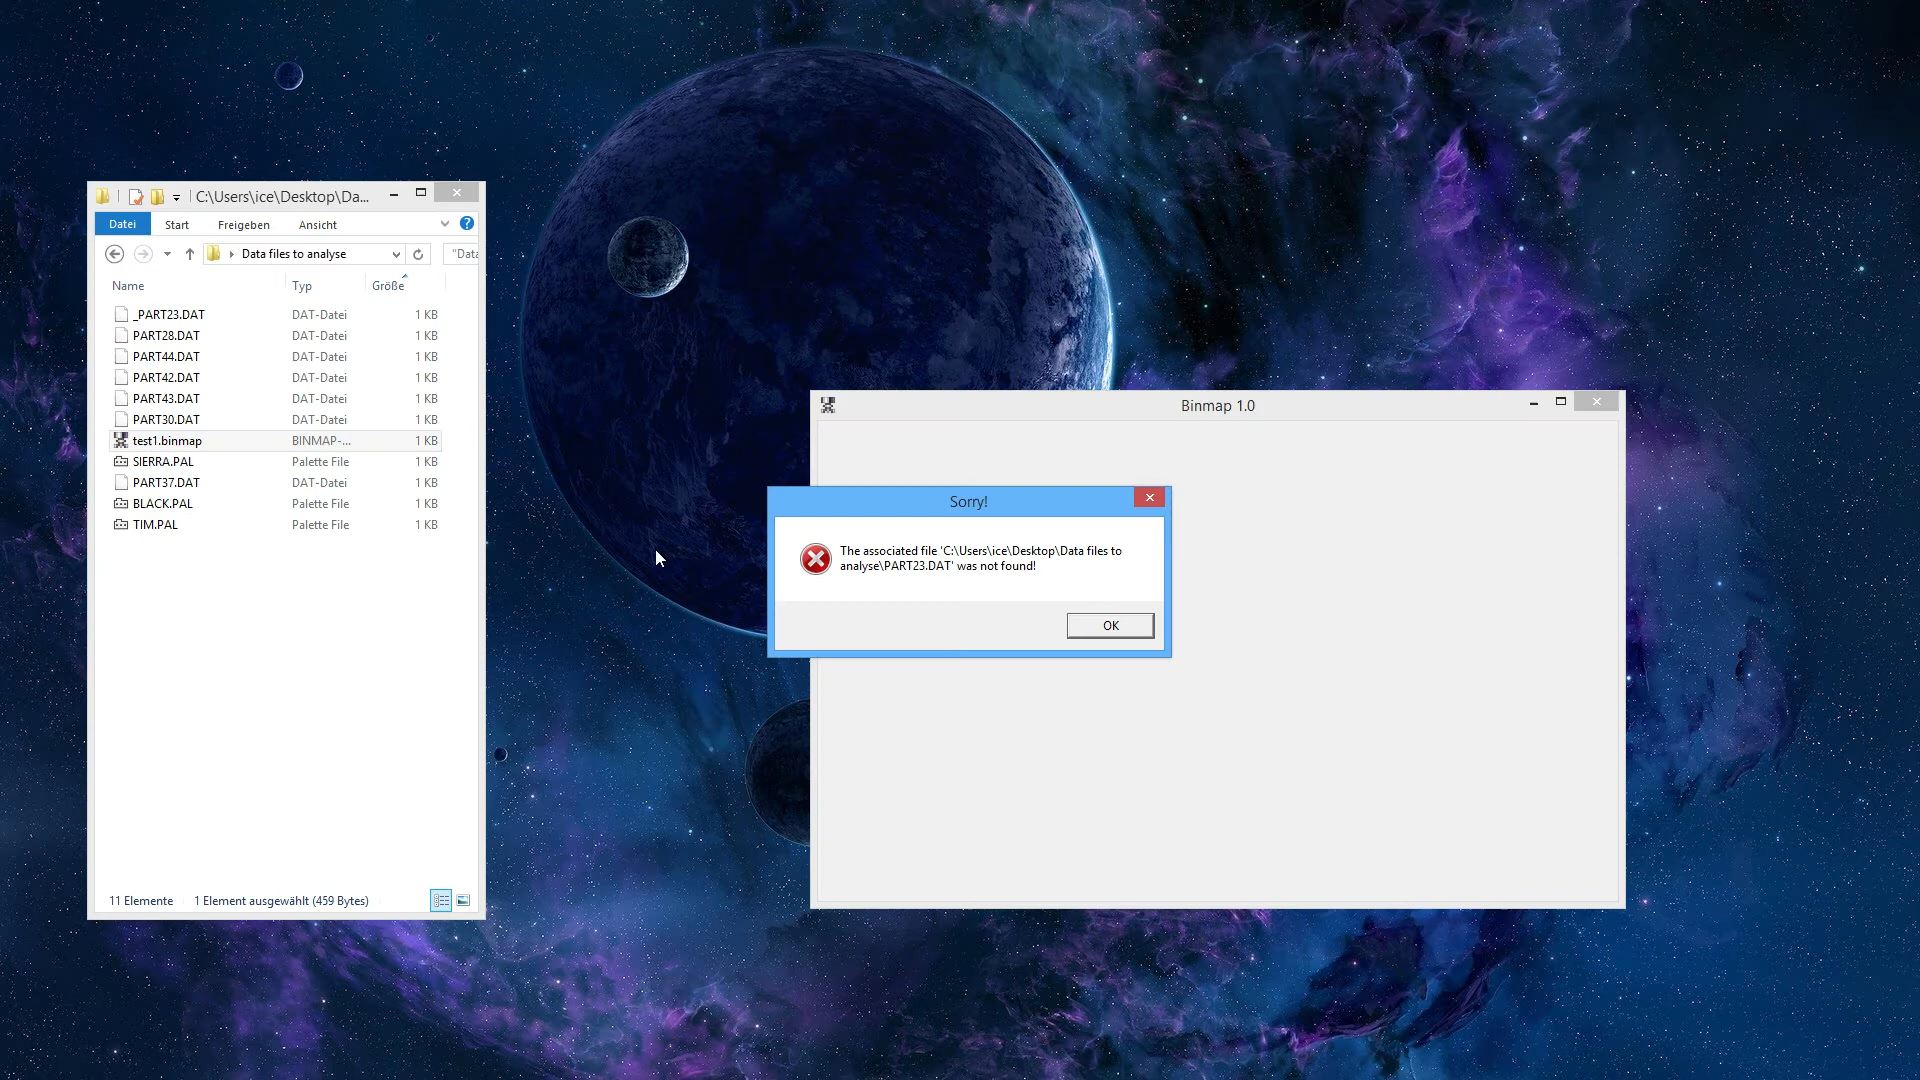 C:\Users\ice\Desktop\Da...
Datei Start Freigeben Ansicht
Data files to analyse "Data
Name Typ Größe
_PART23.DAT DAT-Datei 1 KB
PART28.DAT DAT-Datei 1 KB
PART44.DAT DAT-Datei 1 KB
PART42.DAT DAT-Datei 1 KB
PART43.DAT DAT-Datei 1 KB
PART30.DAT DAT-Datei 1 KB
test1.binmap BINMAP-... 1 KB
SIERRA.PAL Palette File 1 KB
PART37.DAT DAT-Datei 1 KB
BLACK.PAL Palette File 1 KB
TIM.PAL Palette File 1 KB
11 Elemente 1 Element ausgewählt (459 Bytes)
Binmap 1.0
Sorry!
The associated file 'C:\Users\ice\Desktop\Data files to
analyse\PART23.DAT' was not found!
OK